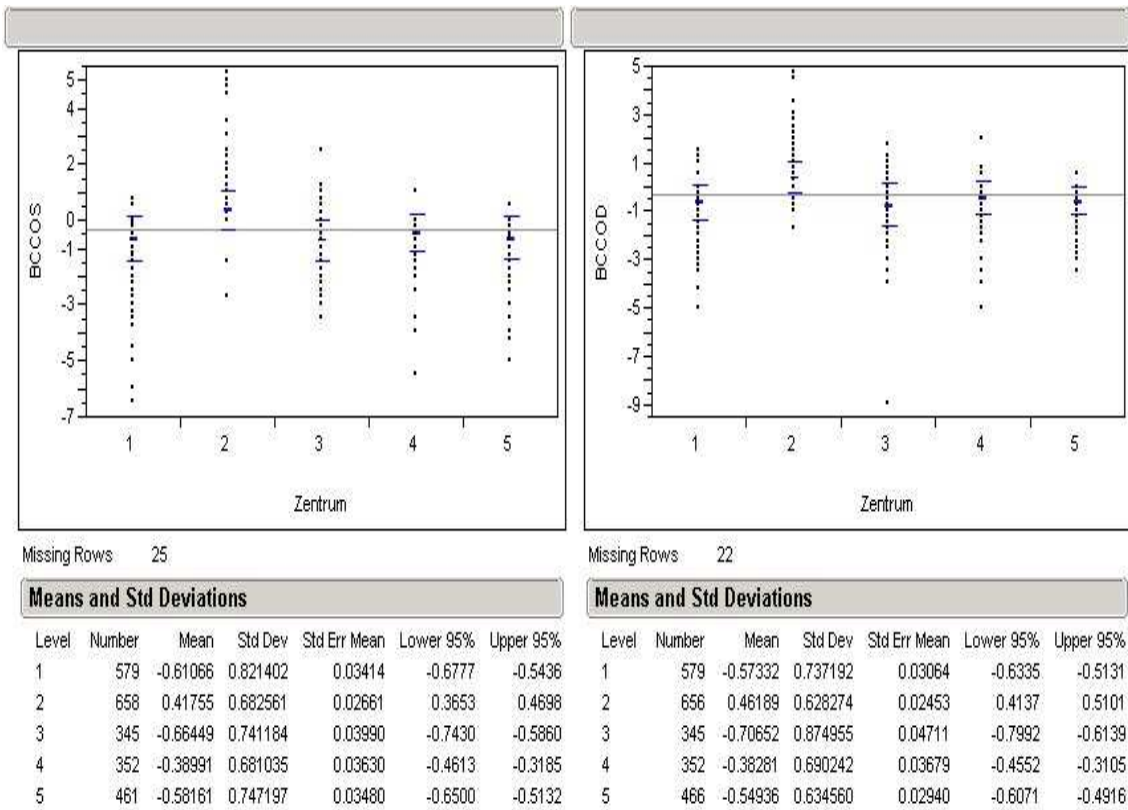 5
4
2
0
-1
-3
-5
-7
BCCOS
1 2 3 4 5
Zentrum
Missing Rows 25
Means and Std Deviations
Level Number Mean Std Dev Std Err Mean Lower 95% Upper 95%
1 579 -0.61066 0.821402 0.03414 -0.6777 -0.5436
2 658 0.41755 0.682561 0.02661 0.3653 0.4698
3 345 -0.66449 0.741184 0.03990 -0.7430 -0.5860
4 352 -0.38991 0.681035 0.03630 -0.4613 -0.3185
5 461 -0.58161 0.747197 0.03480 -0.6500 -0.5132
5
3
1
-1
-3
-5
-7
-9
BCCOD
1 2 3 4 5
Zentrum
Missing Rows 22
Means and Std Deviations
Level Number Mean Std Dev Std Err Mean Lower 95% Upper 95%
1 579 -0.57332 0.737192 0.03064 -0.6335 -0.5131
2 656 0.46189 0.628274 0.02453 0.4137 0.5101
3 345 -0.70652 0.874955 0.04711 -0.7992 -0.6139
4 352 -0.38281 0.690242 0.03679 -0.4552 -0.3105
5 466 -0.54936 0.634560 0.02940 -0.6071 -0.4916